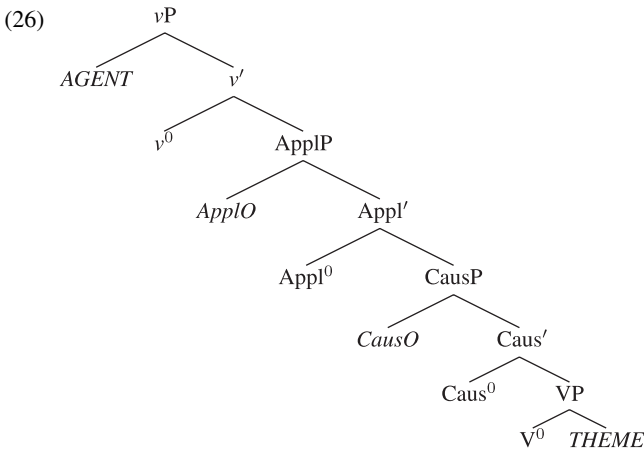 (26) vP
AGENT v′
v⁰ ApplP
ApplO Appl′
Appl⁰ CausP
CausO Caus′
Caus⁰ VP
V⁰ THEME